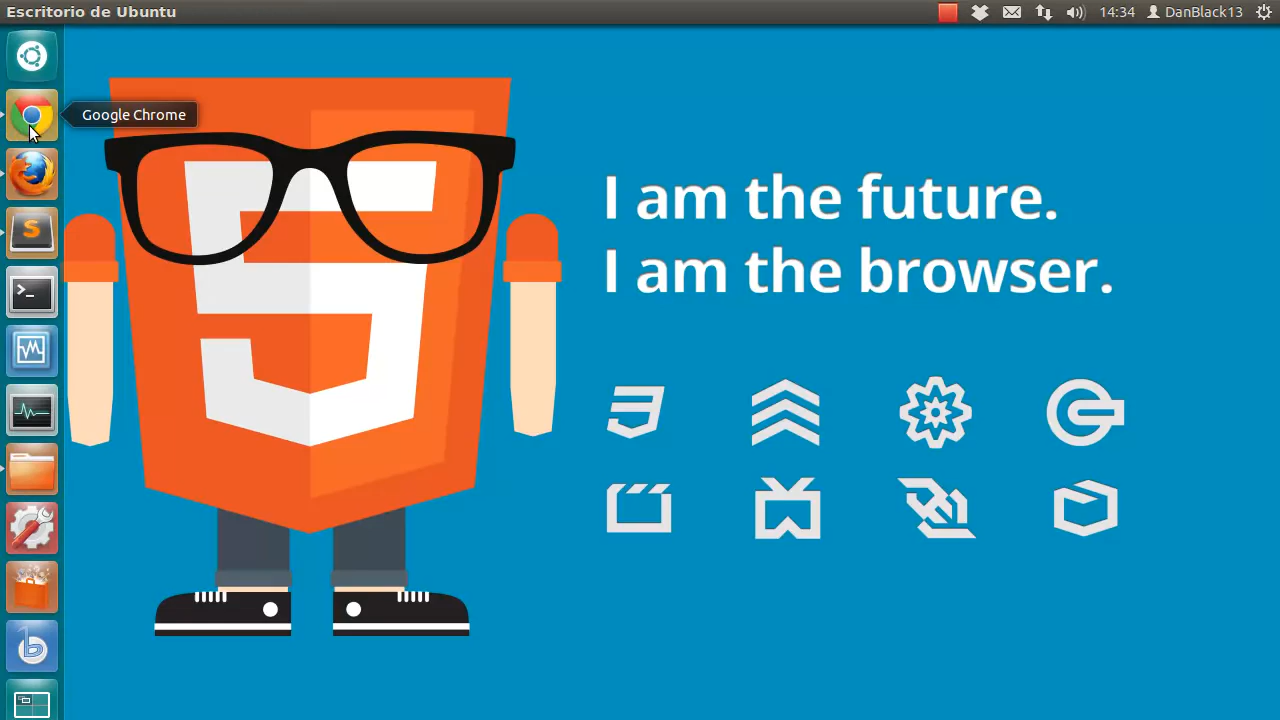 Escritorio de Ubuntu
14:34
DanBlack13
Google Chrome
I am the future.
I am the browser.